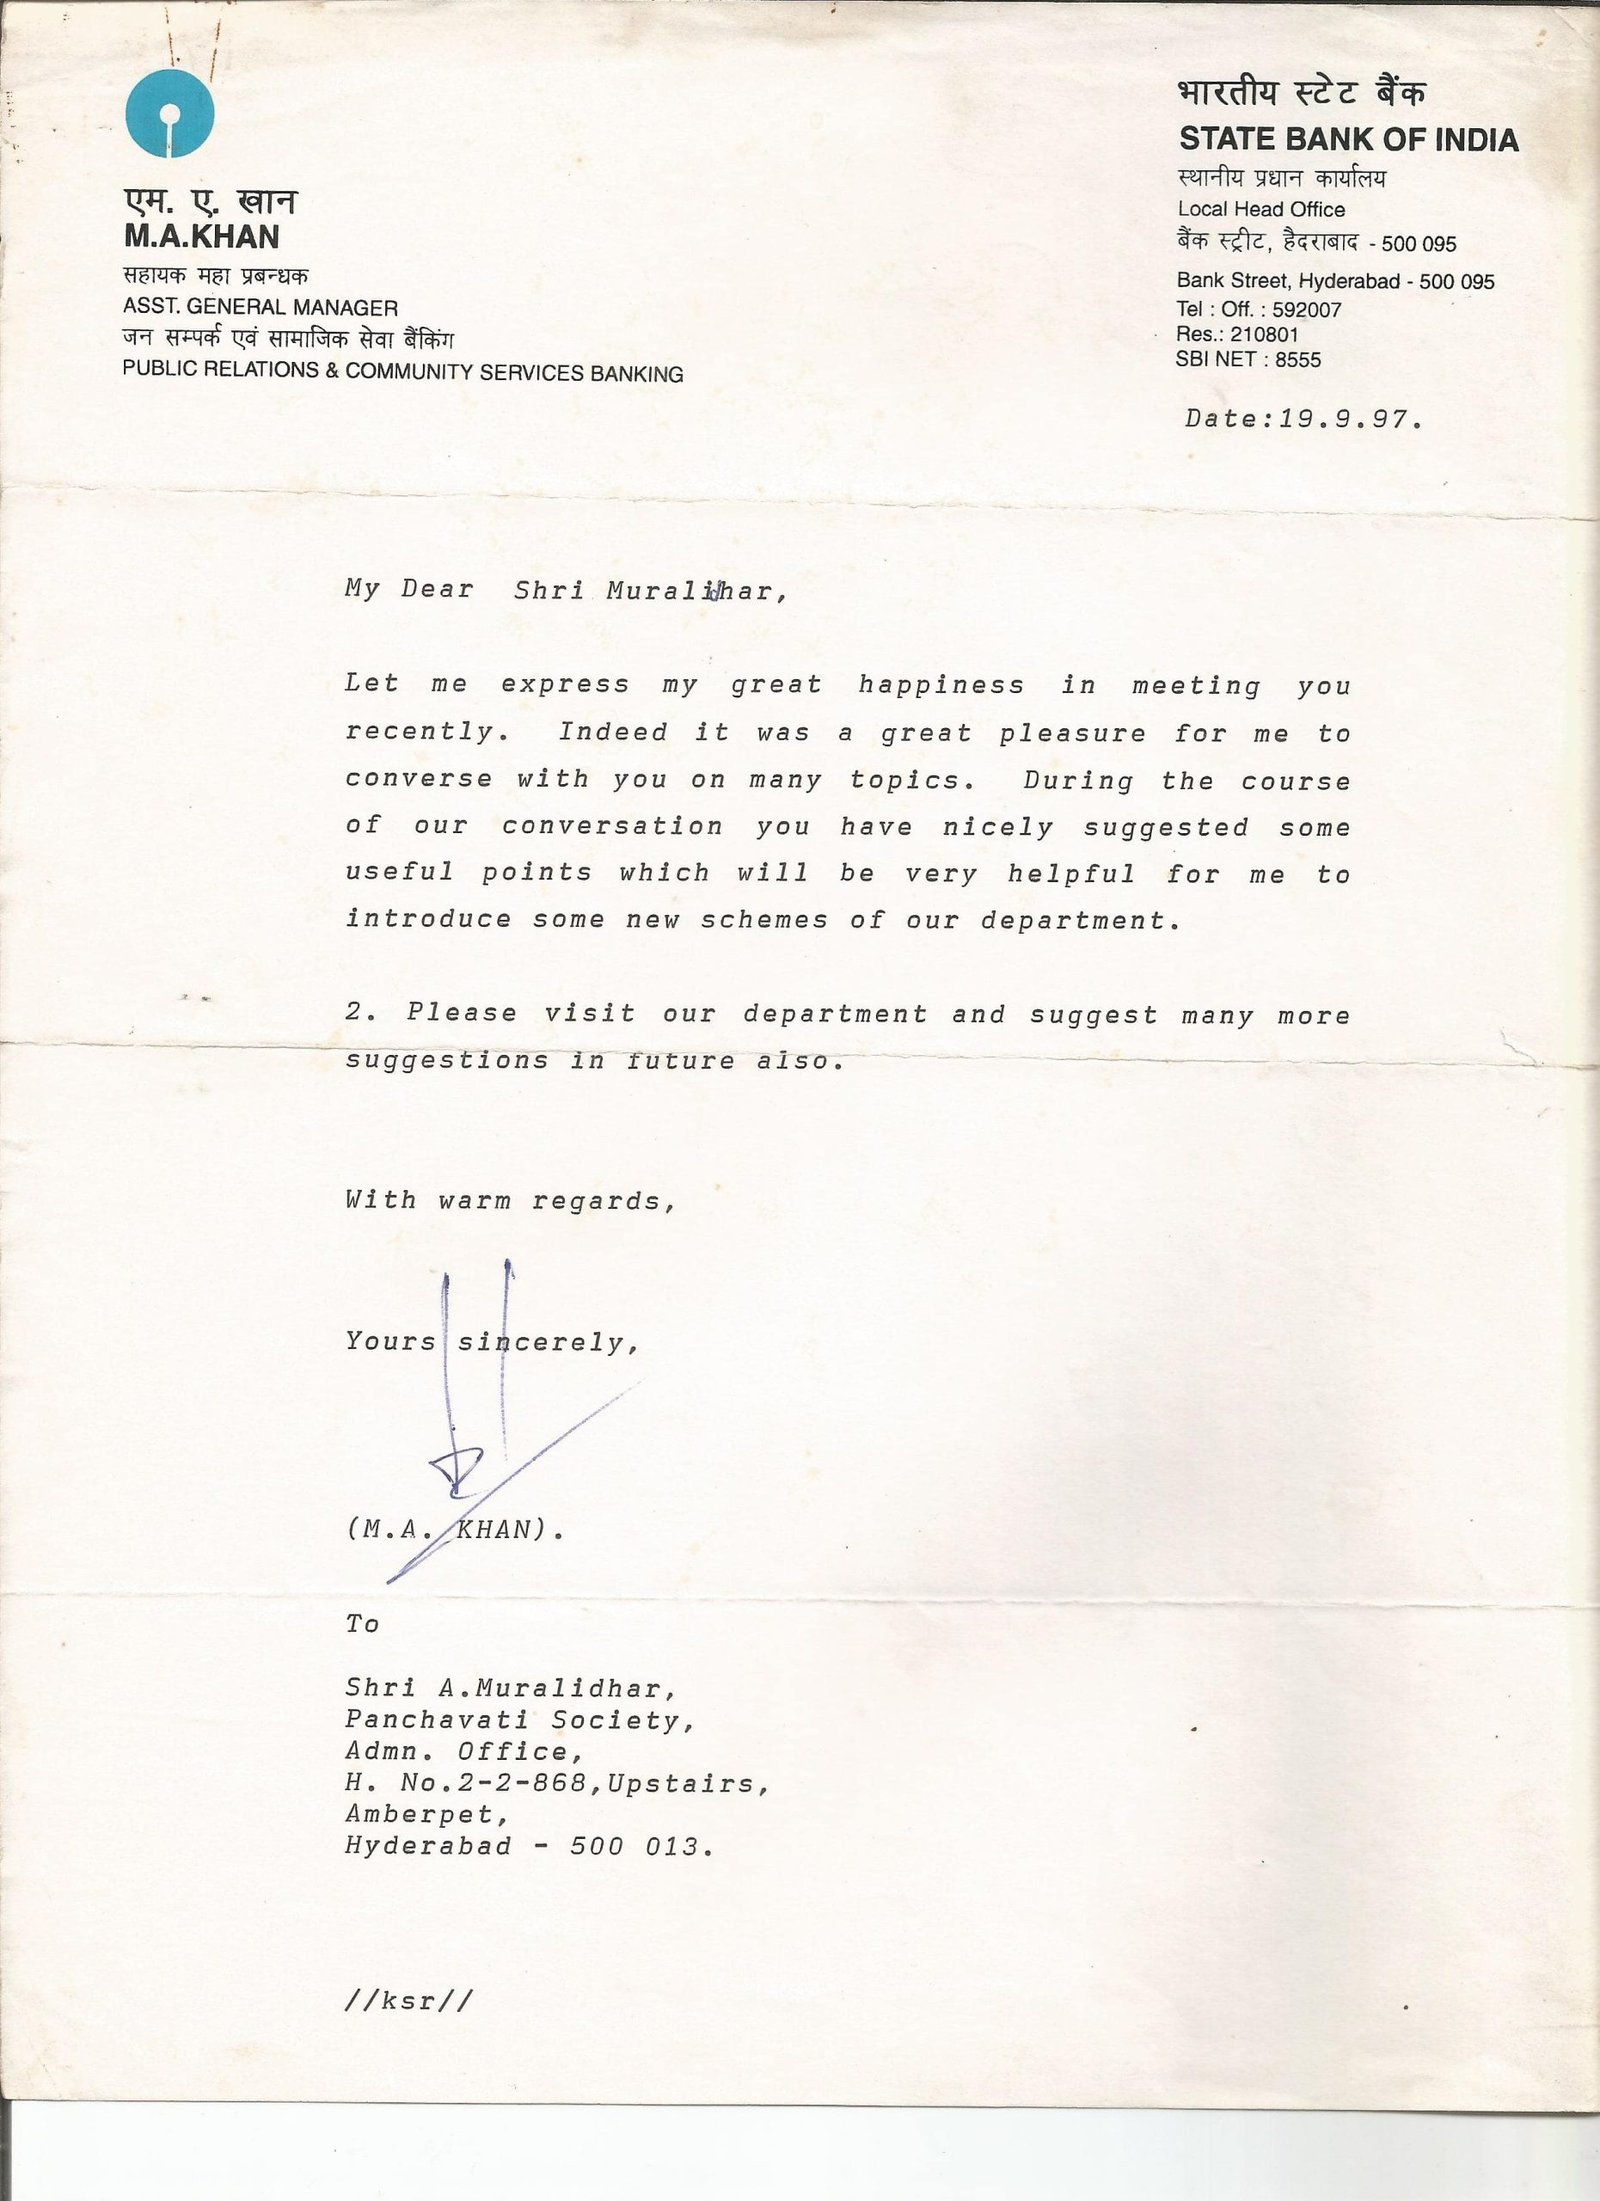 एम. ए. खान
M.A.KHAN
सहायक महा प्रबन्धक
ASST. GENERAL MANAGER
जन सम्पर्क एवं सामाजिक सेवा बैंकिंग
PUBLIC RELATIONS & COMMUNITY SERVICES BANKING
भारतीय स्टेट बैंक
STATE BANK OF INDIA
स्थानीय प्रधान कार्यालय
Local Head Office
बैंक स्ट्रीट, हैदराबाद - 500 095
Bank Street, Hyderabad - 500 095
Tel : Off. : 592007
Res.: 210801
SBI NET : 8555
Date:19.9.97.
My Dear Shri Muralidhar,
Let me express my great happiness in meeting you
recently. Indeed it was a great pleasure for me to
converse with you on many topics. During the course
of our conversation you have nicely suggested some
useful points which will be very helpful for me to
introduce some new schemes of our department.
2. Please visit our department and suggest many more
suggestions in future also.
With warm regards,
Yours sincerely,
(M.A. KHAN).
To
Shri A.Muralidhar,
Panchavati Society,
Admn. Office,
H. No.2-2-868,Upstairs,
Amberpet,
Hyderabad - 500 013.
//ksr//